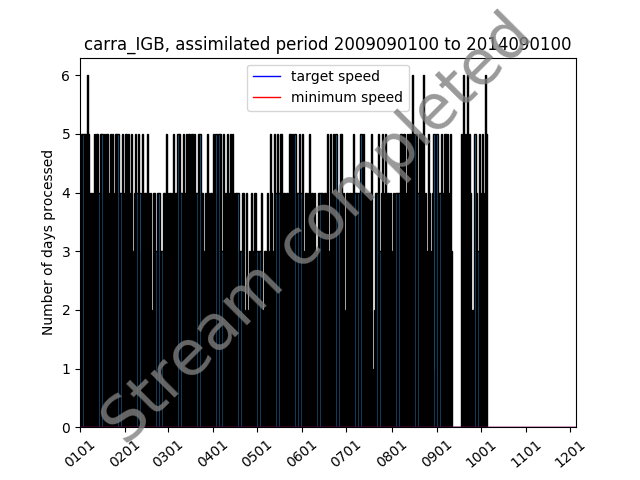 carra_IGB, assimilated period 2009090100 to 2014090100
target speed
minimum speed
Number of days processed
6
5
4
3
2
1
0
0101 0201 0301 0401 0501 0601 0701 0801 0901 1001 1101 1201
Stream completed